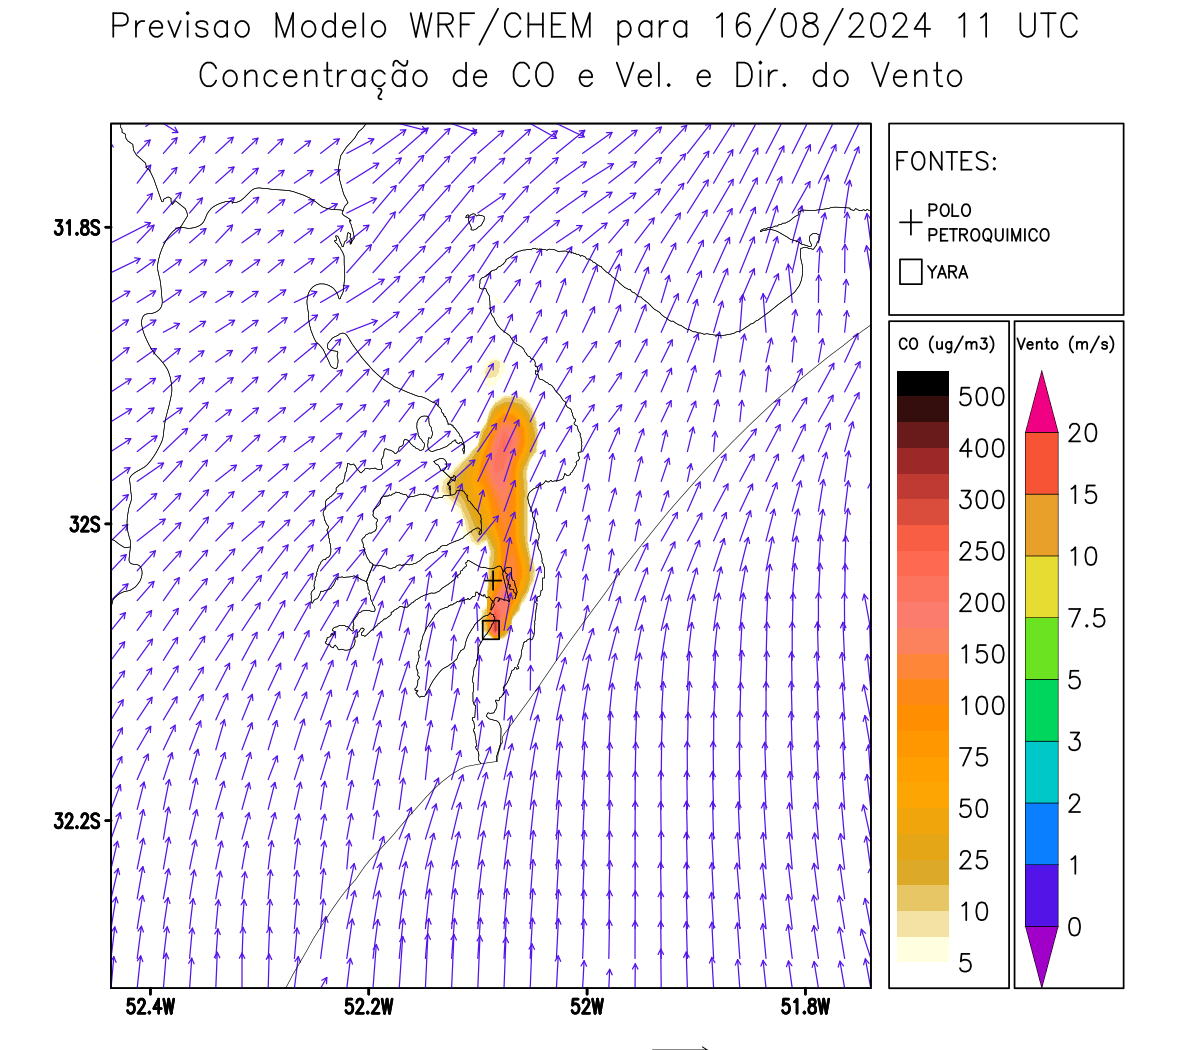 Previsao Modelo WRF/CHEM para 16/08/2024 11 UTC
Concentração de CO e Vel. e Dir. do Vento
FONTES:
POLO
PETROQUIMICO
YARA
CO (ug/m3)
500
400
300
250
200
150
100
75
50
25
10
5
Vento (m/s)
20
15
10
7.5
5
3
2
1
0
31.8S
32S
32.2S
52.4W
52.2W
52W
51.8W